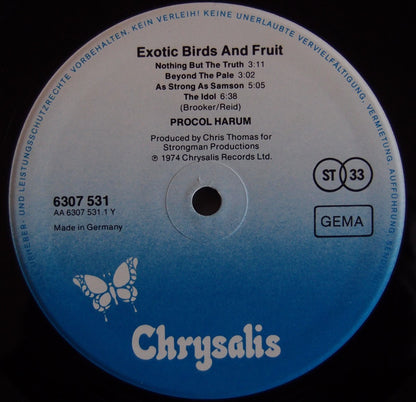 URHEBER- UND LEISTUNGSSCHUTZRECHTE VORBEHALTEN. KEIN VERLEIH! KEINE UNERLAUBTE VERVIELFÄLTIGUNG, VERMIETUNG, AUFFÜHRUNG, SENDUNG
Exotic Birds And Fruit
Nothing But The Truth 3:11
Beyond The Pale 3:02
As Strong As Samson 5:05
The Idol 6:38
(Brooker/Reid)
PROCOL HARUM
Produced by Chris Thomas for
Strongman Productions
℗ 1974 Chrysalis Records Ltd.
6307 531
AA 6307 531.1 Y
Made in Germany
ST 33
GEMA
Chrysalis